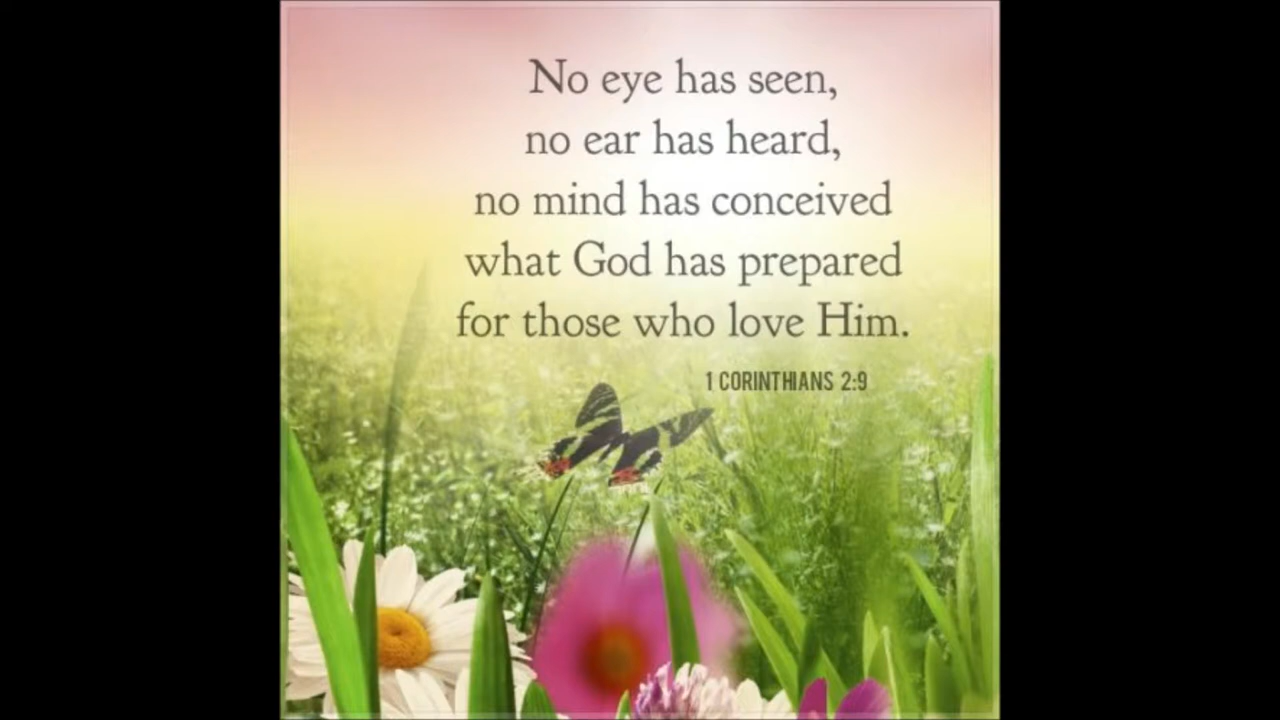 No eye has seen,
no ear has heard,
no mind has conceived
what God has prepared
for those who love Him.
1 CORINTHIANS 2:9